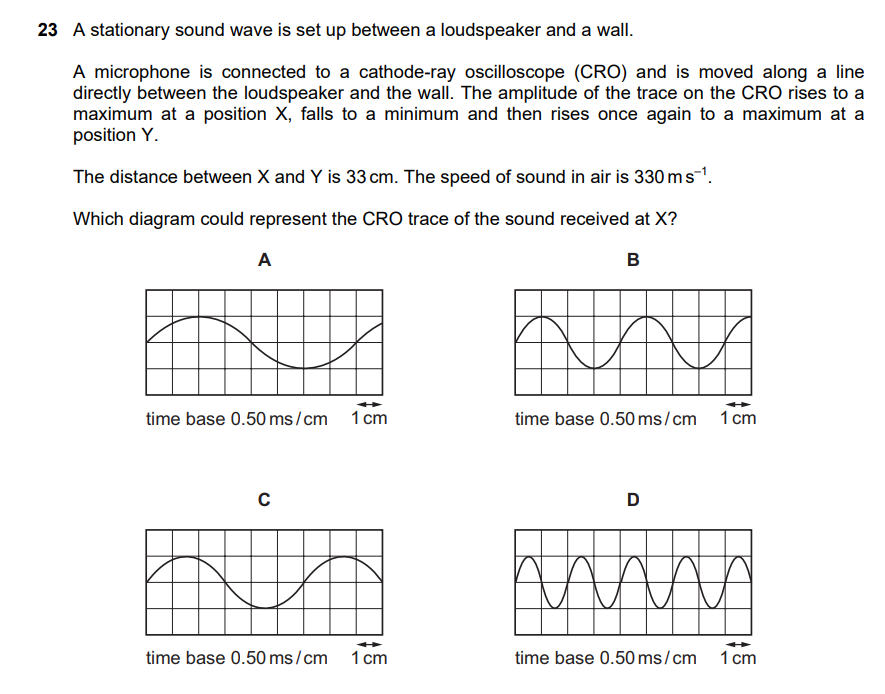 23 A stationary sound wave is set up between a loudspeaker and a wall.
A microphone is connected to a cathode-ray oscilloscope (CRO) and is moved along a line
directly between the loudspeaker and the wall. The amplitude of the trace on the CRO rises to a
maximum at a position X, falls to a minimum and then rises once again to a maximum at a
position Y.
The distance between X and Y is 33 cm. The speed of sound in air is 330 m s⁻¹.
Which diagram could represent the CRO trace of the sound received at X?
A
B
time base 0.50 ms / cm 1 cm
time base 0.50 ms / cm 1 cm
C
D
time base 0.50 ms / cm 1 cm
time base 0.50 ms / cm 1 cm